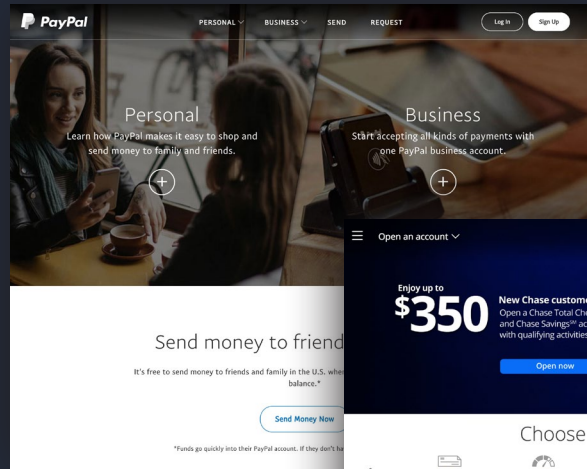 PayPal
PERSONAL BUSINESS SEND REQUEST
Log In Sign Up
Personal
Learn how PayPal makes it easy to shop and
send money to family and friends.
Business
Start accepting all kinds of payments with
one PayPal business account.
Open an account
Enjoy up to
$350
New Chase custome
Open a Chase Total Che
and Chase Savings℠ ac
with qualifying activities
Open now
Choose
Send money to friend
It's free to send money to friends and family in the U.S. when
balance.*
Send Money Now
*Funds go quickly into their PayPal account. If they don't ha